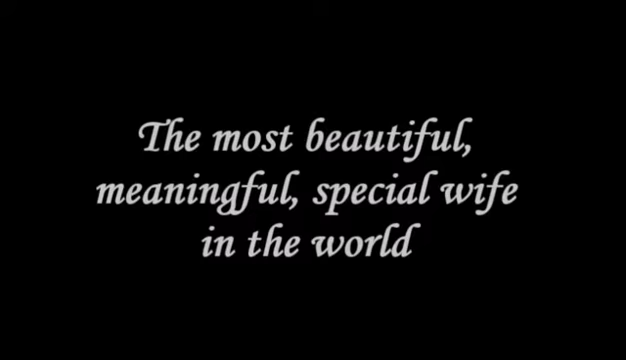 The most beautiful,
meaningful, special wife
in the world